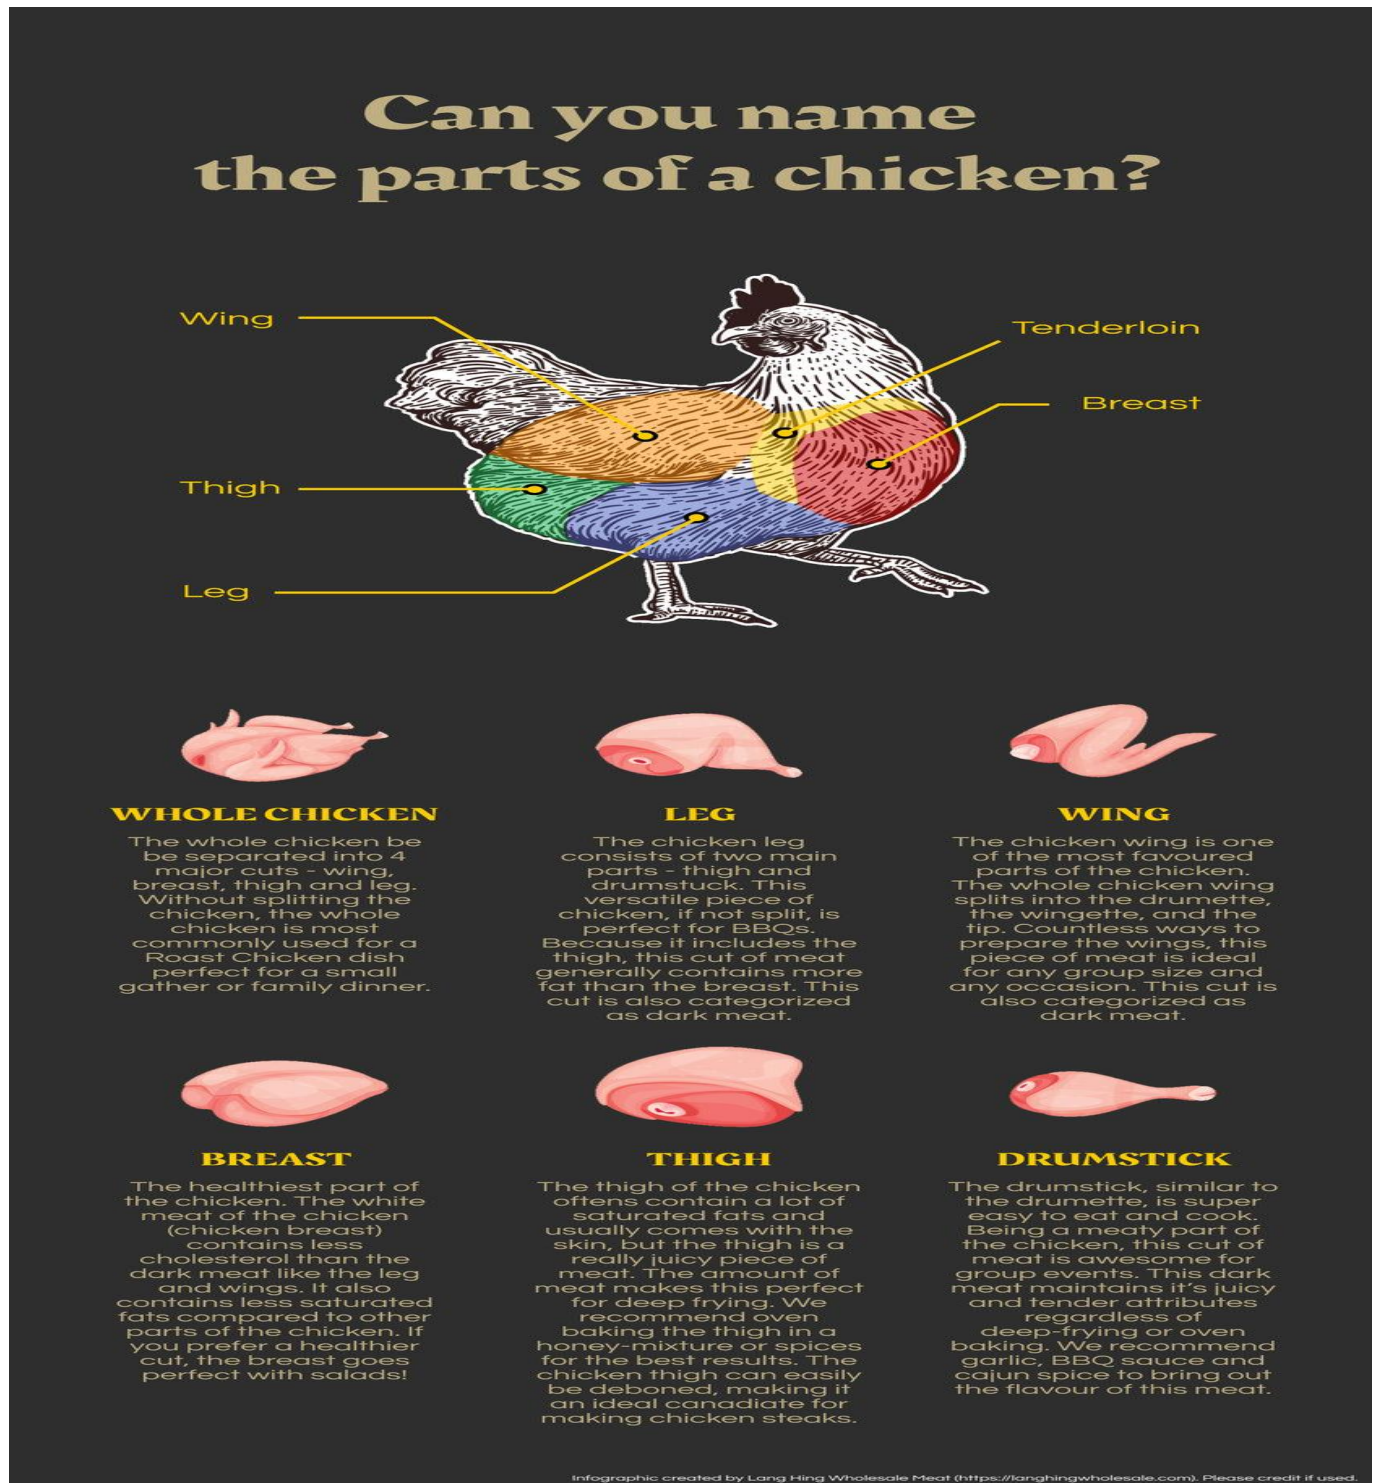 Can you name
the parts of a chicken?
Wing
Tenderloin
Breast
Thigh
Leg
WHOLE CHICKEN
The whole chicken be
be separated into 4
major cuts - wing,
breast, thigh and leg.
Without splitting the
chicken, the whole
chicken is most
commonly used for a
Roast Chicken dish
perfect for a small
gather or family dinner.
LEG
The chicken leg
consists of two main
parts - thigh and
drumstuck. This
versatile piece of
chicken, if not split, is
perfect for BBQs.
Because it includes the
thigh, this cut of meat
generally contains more
fat than the breast. This
cut is also categorized
as dark meat.
WING
The chicken wing is one
of the most favoured
parts of the chicken.
The whole chicken wing
splits into the drumette,
the wingette, and the
tip. Countless ways to
prepare the wings, this
piece of meat is ideal
for any group size and
any occasion. This cut is
also categorized as
dark meat.
BREAST
The healthiest part of
the chicken. The white
meat of the chicken
(chicken breast)
contains less
cholesterol than the
dark meat like the leg
and wings. It also
contains less saturated
fats compared to other
parts of the chicken. If
you prefer a healthier
cut, the breast goes
perfect with salads!
THIGH
The thigh of the chicken
oftens contain a lot of
saturated fats and
usually comes with the
skin, but the thigh is a
really juicy piece of
meat. The amount of
meat makes this perfect
for deep frying. We
recommend oven
baking the thigh in a
honey-mixture or spices
for the best results. The
chicken thigh can easily
be deboned, making it
an ideal canadiate for
making chicken steaks.
DRUMSTICK
The drumstick, similar to
the drumette, is super
easy to eat and cook.
Being a meaty part of
the chicken, this cut of
meat is awesome for
group events. This dark
meat maintains it's juicy
and tender attributes
regardless of
deep-frying or oven
baking. We recommend
garlic, BBQ sauce and
cajun spice to bring out
the flavour of this meat.
Infographic created by Lang Hing Wholesale Meat (https://langhingwholesale.com). Please credit if used.